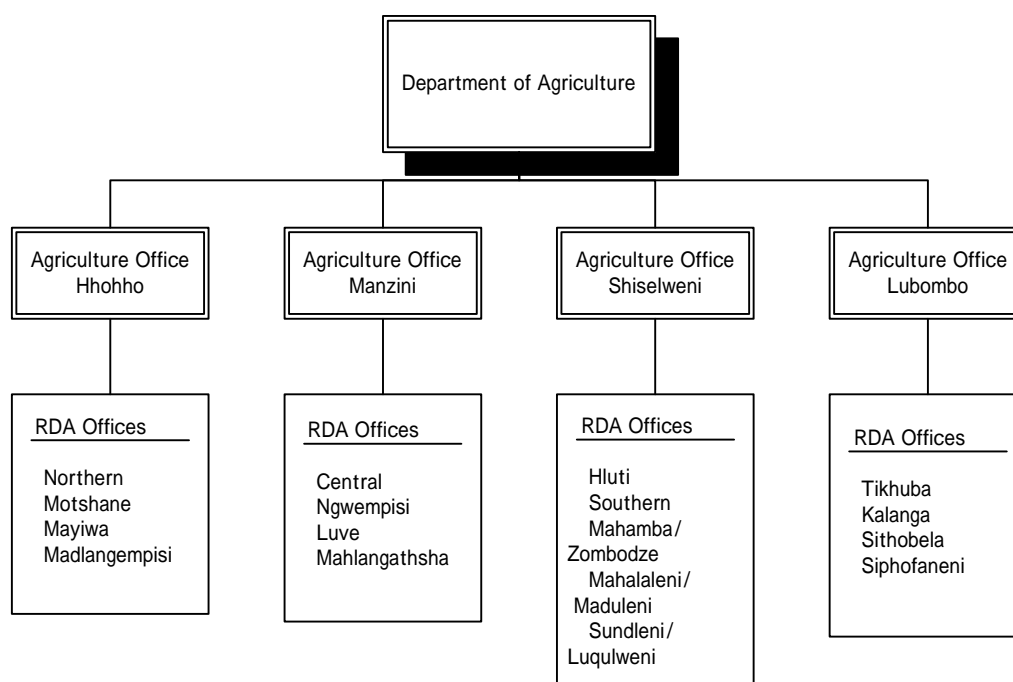 Department of Agriculture
Agriculture Office
Hhohho
Agriculture Office
Manzini
Agriculture Office
Shiselweni
Agriculture Office
Lubombo
RDA Offices
Northern
Motshane
Mayiwa
Madlangempisi
RDA Offices
Central
Ngwempisi
Luve
Mahlangathsha
RDA Offices
Hluti
Southern
Mahamba/
Zombodze
Mahalaleni/
Maduleni
Sundleni/
Luqulweni
RDA Offices
Tikhuba
Kalanga
Sithobela
Siphofaneni